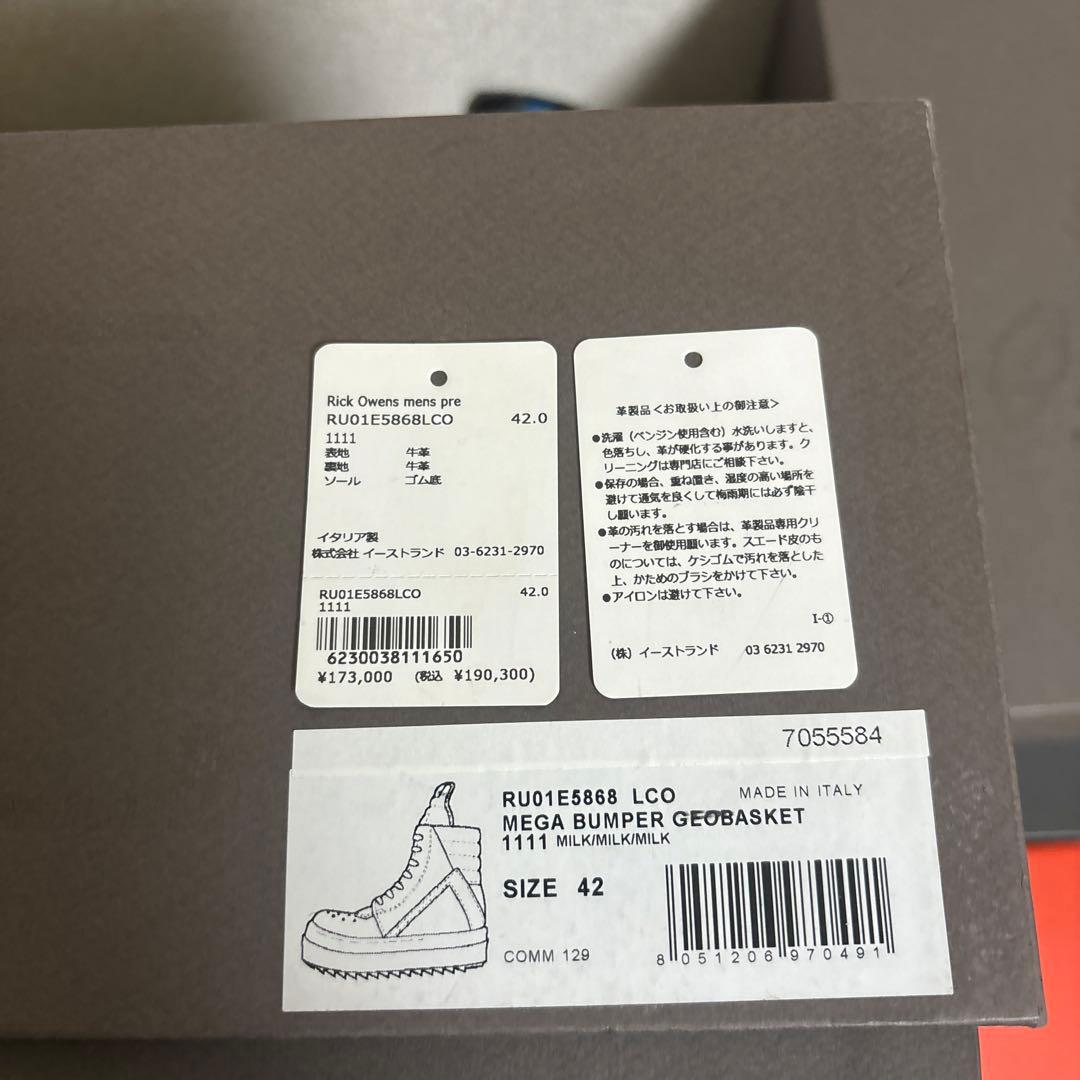 Rick Owens mens pre
RU01E5868LCO 42.0
1111
表地 牛革
裏地 牛革
ソール ゴム底
イタリア製
株式会社 イーストランド 03-6231-2970
RU01E5868LCO 42.0
1111
6230038111650
¥173,000 (税込 ¥190,300)
革製品<お取扱い上の御注意>
●洗濯(ベンジン使用含む)水洗いしますと、
色落ちし、革が硬化する事があります。ク
リーニングは専門店にご相談下さい。
●保存の場合、重ね置き、湿度の高い場所を
避けて通気を良くして梅雨期には必ず陰干
し願います。
●革の汚れを落とす場合は、革製品専用クリ
ーナーを御使用願います。スエード皮のも
のについては、ケシゴムで汚れを落とした
上、かためのブラシをかけて下さい。
●アイロンは避けて下さい。
I-①
(株)イーストランド 03 6231 2970
7055584
RU01E5868 LCO MADE IN ITALY
MEGA BUMPER GEOBASKET
1111 MILK/MILK/MILK
SIZE 42
COMM 129
8 051206 970491